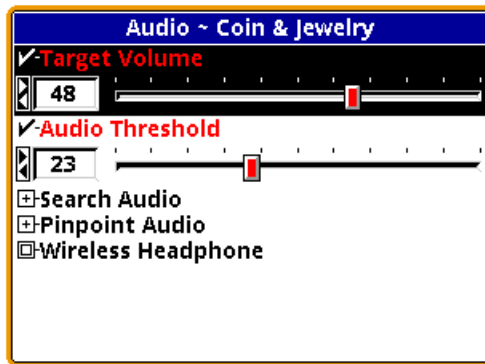 Audio ~ Coin & Jewelry
Target Volume
48
Audio Threshold
23
Search Audio
Pinpoint Audio
Wireless Headphone